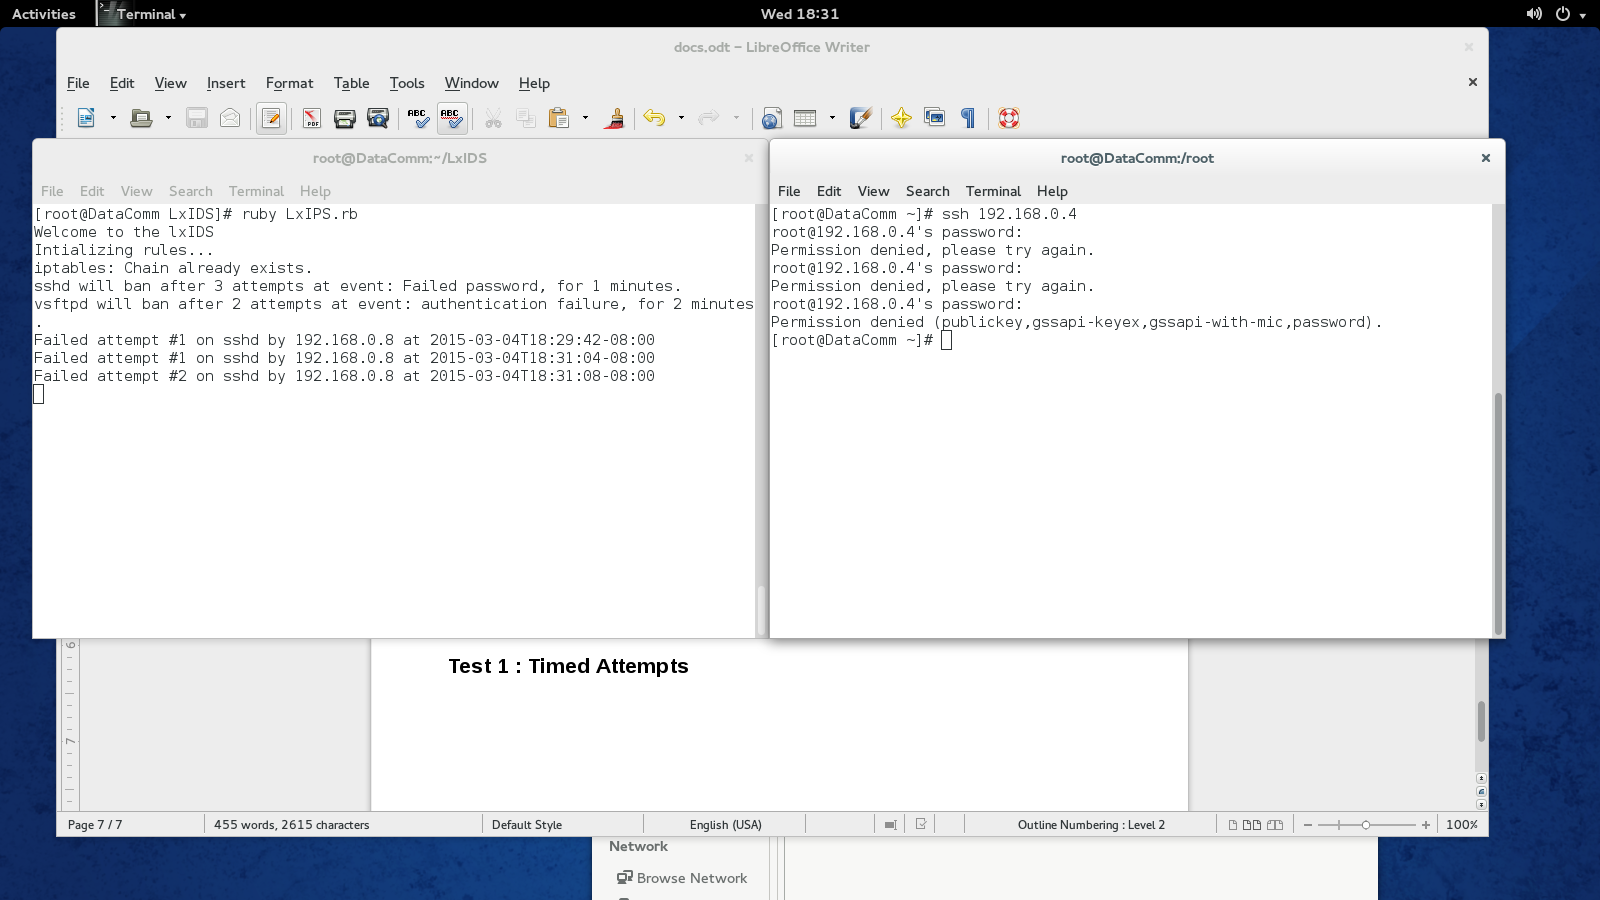 Activities
Terminal
Wed 18:31
docs.odt – LibreOffice Writer
File Edit View Insert Format Table Tools Window Help
PDF ABC ABC
root@DataComm:~/LxIDS
File Edit View Search Terminal Help
[root@DataComm LxIDS]# ruby LxIPS.rb
Welcome to the lxIDS
Intializing rules...
iptables: Chain already exists.
sshd will ban after 3 attempts at event: Failed password, for 1 minutes.
vsftpd will ban after 2 attempts at event: authentication failure, for 2 minutes
.
Failed attempt #1 on sshd by 192.168.0.8 at 2015-03-04T18:29:42-08:00
Failed attempt #1 on sshd by 192.168.0.8 at 2015-03-04T18:31:04-08:00
Failed attempt #2 on sshd by 192.168.0.8 at 2015-03-04T18:31:08-08:00
root@DataComm:/root
File Edit View Search Terminal Help
[root@DataComm ~]# ssh 192.168.0.4
root@192.168.0.4's password:
Permission denied, please try again.
root@192.168.0.4's password:
Permission denied, please try again.
root@192.168.0.4's password:
Permission denied (publickey,gssapi-keyex,gssapi-with-mic,password).
[root@DataComm ~]#
6
7
Test 1 : Timed Attempts
Page 7 / 7
455 words, 2615 characters
Default Style
English (USA)
Outline Numbering : Level 2
100%
Network
Browse Network